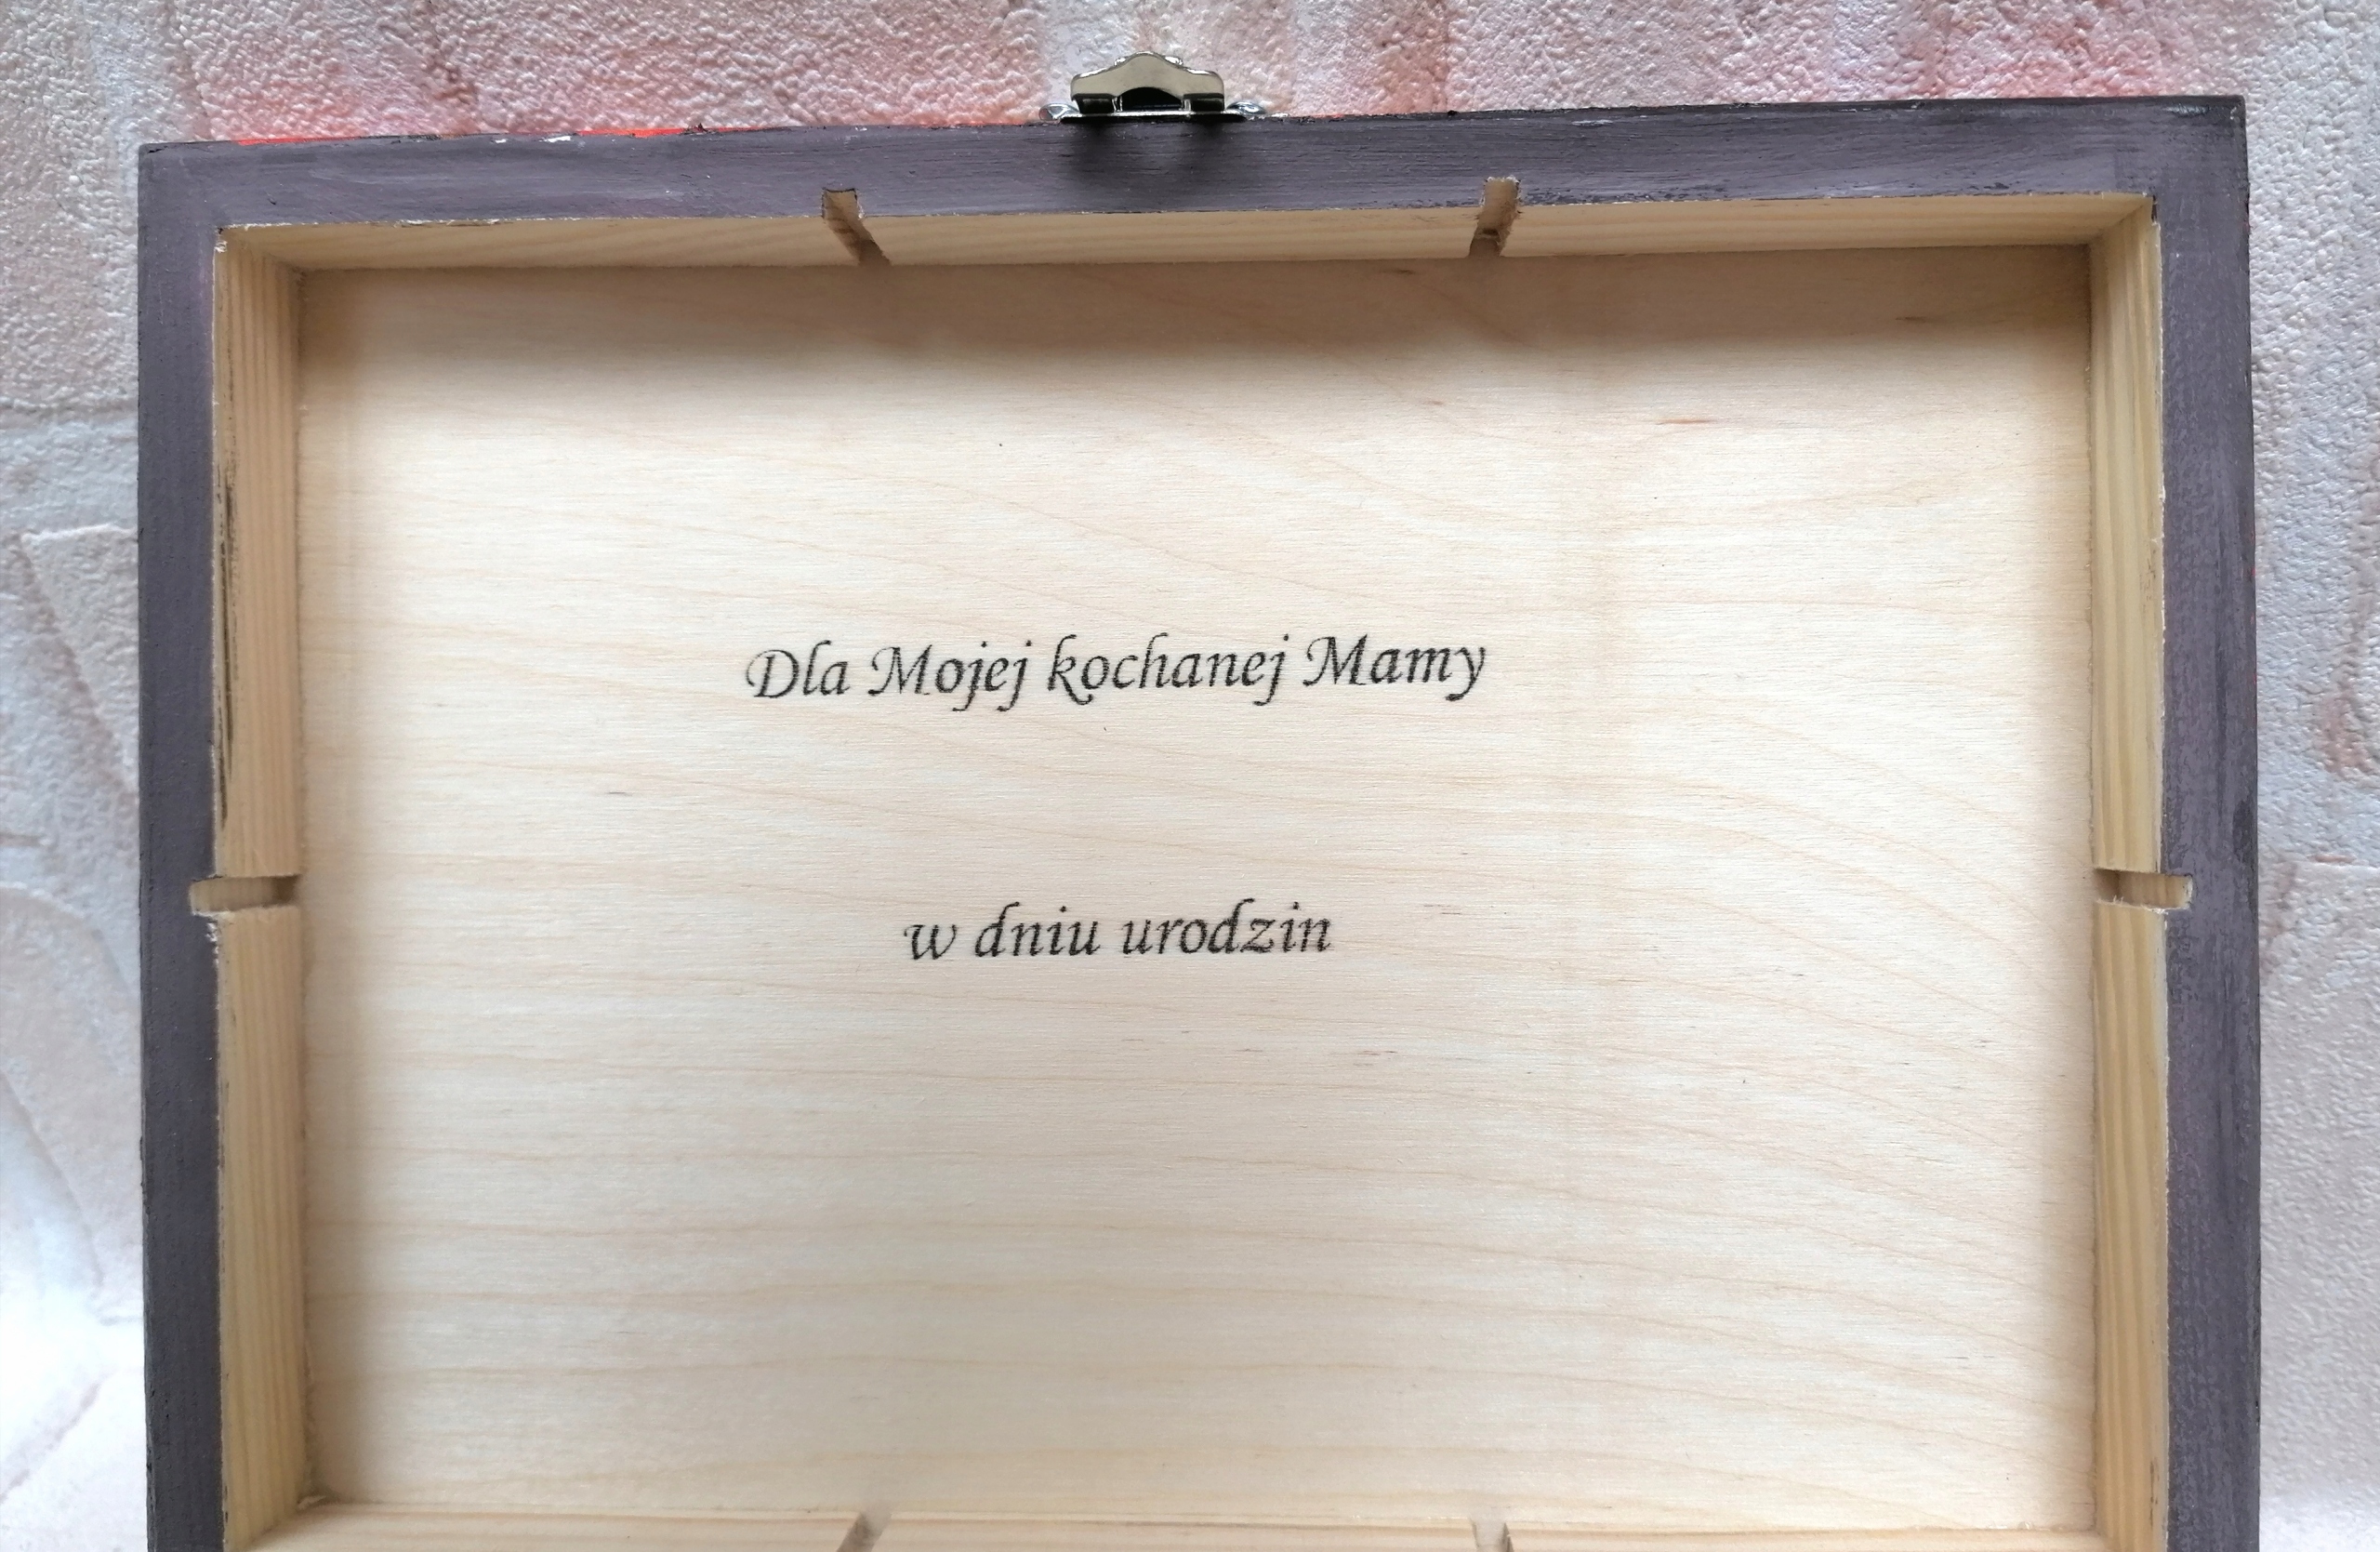 Dla Mojej kochanej Mamy
w dniu urodzin